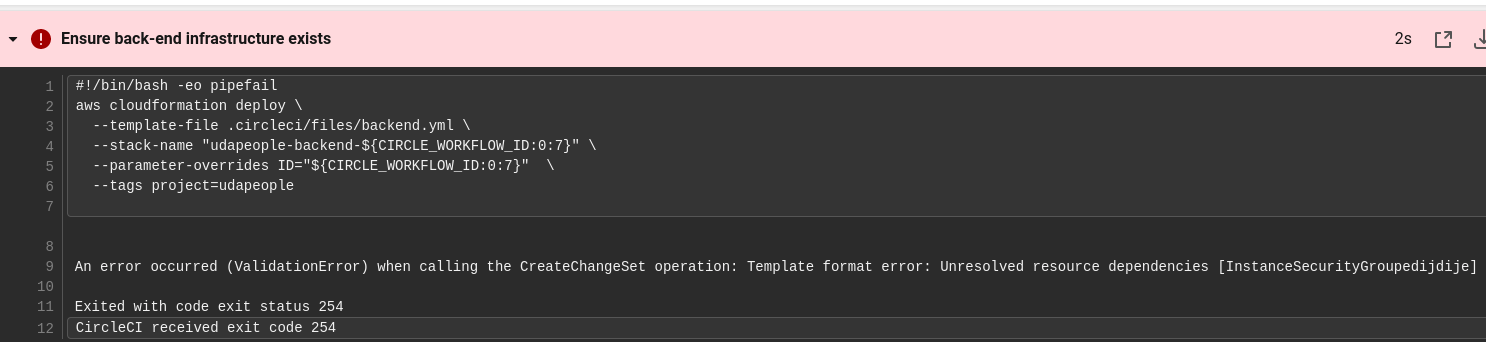 Ensure back-end infrastructure exists 2s
1 #!/bin/bash -eo pipefail
2 aws cloudformation deploy \
3   --template-file .circleci/files/backend.yml \
4   --stack-name "udapeople-backend-${CIRCLE_WORKFLOW_ID:0:7}" \
5   --parameter-overrides ID="${CIRCLE_WORKFLOW_ID:0:7}"  \
6   --tags project=udapeople
7
8
9 An error occurred (ValidationError) when calling the CreateChangeSet operation: Template format error: Unresolved resource dependencies [InstanceSecurityGroupedijdije]
10
11 Exited with code exit status 254
12 CircleCI received exit code 254